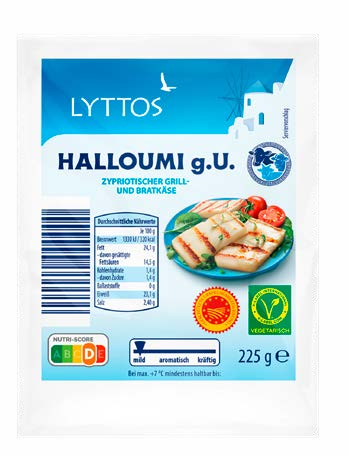 LYTTOS
Serviervorschlag
HALLOUMI g.U.
ZYPRIOTISCHER GRILL-
UND BRATKÄSE
Durchschnittliche Nährwerte
Je 100 g
Brennwert 1330 kJ/320 kcal
Fett 24,1 g
-davon gesättigte
Fettsäuren 14,5 g
Kohlenhydrate 1,4 g
-davon Zucker 1,4 g
Ballaststoffe 0 g
Eiweiß 23,1 g
Salz 2,40 g
VEGETARISCH
NUTRI-SCORE
A B C D E
mild aromatisch kräftig
225 g e
Bei max. +7 °C mindestens haltbar bis: